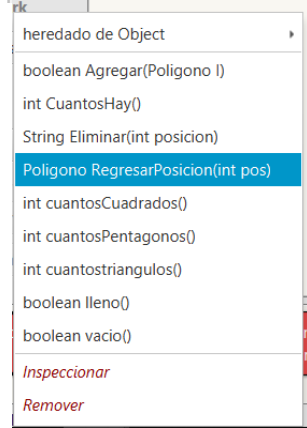 rk
heredado de Object
boolean Agregar(Poligono l)
int CuantosHay()
String Eliminar(int posicion)
Poligono RegresarPosicion(int pos)
int cuantosCuadrados()
int cuantosPentagonos()
int cuantostriangulos()
boolean lleno()
boolean vacio()
Inspeccionar
Remover